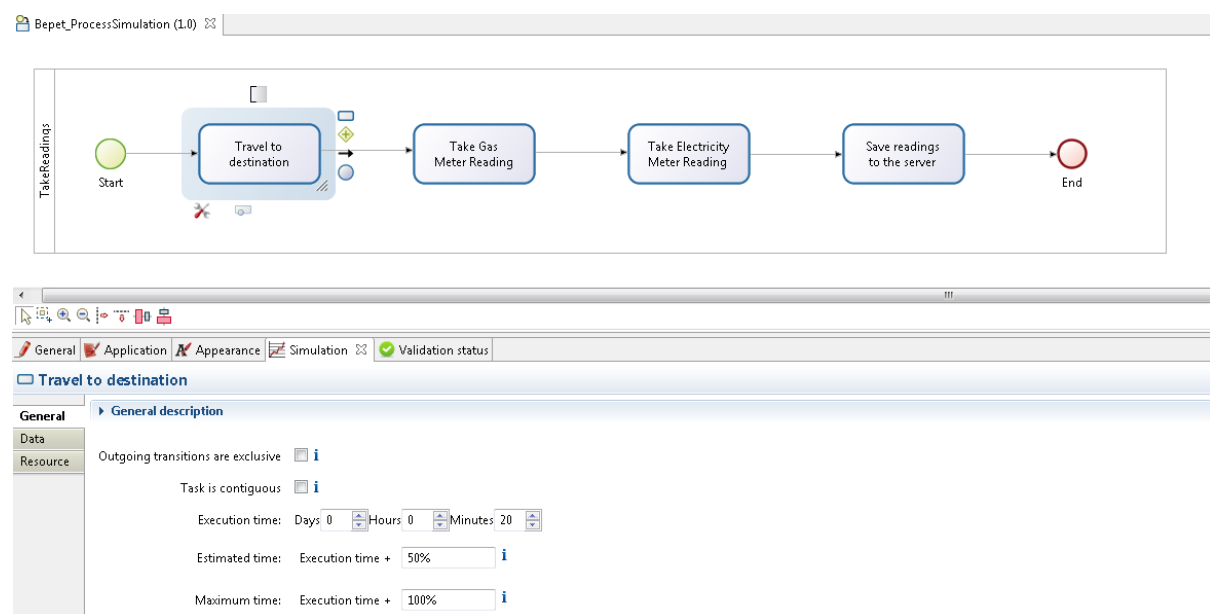 Bepet_ProcessSimulation (1.0)
TakeReadings
Start
Travel to
destination
Take Gas
Meter Reading
Take Electricity
Meter Reading
Save readings
to the server
End
General Application Appearance Simulation Validation status
Travel to destination
General
Data
Resource
General description
Outgoing transitions are exclusive i
Task is contiguous i
Execution time: Days 0 Hours 0 Minutes 20
Estimated time: Execution time + 50% i
Maximum time: Execution time + 100% i